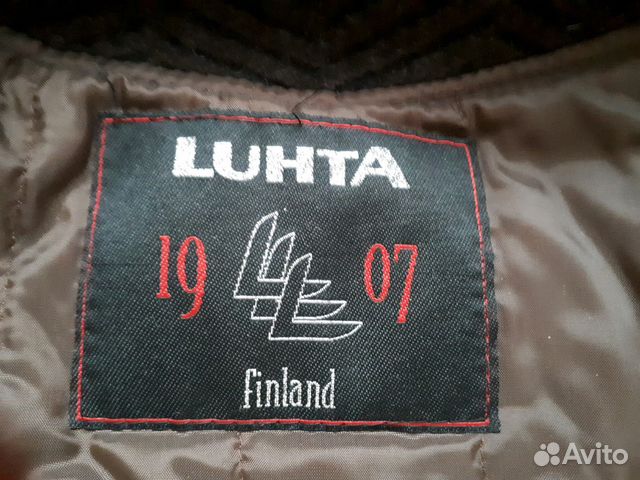 LUHTA
19 07
Finland
Avito